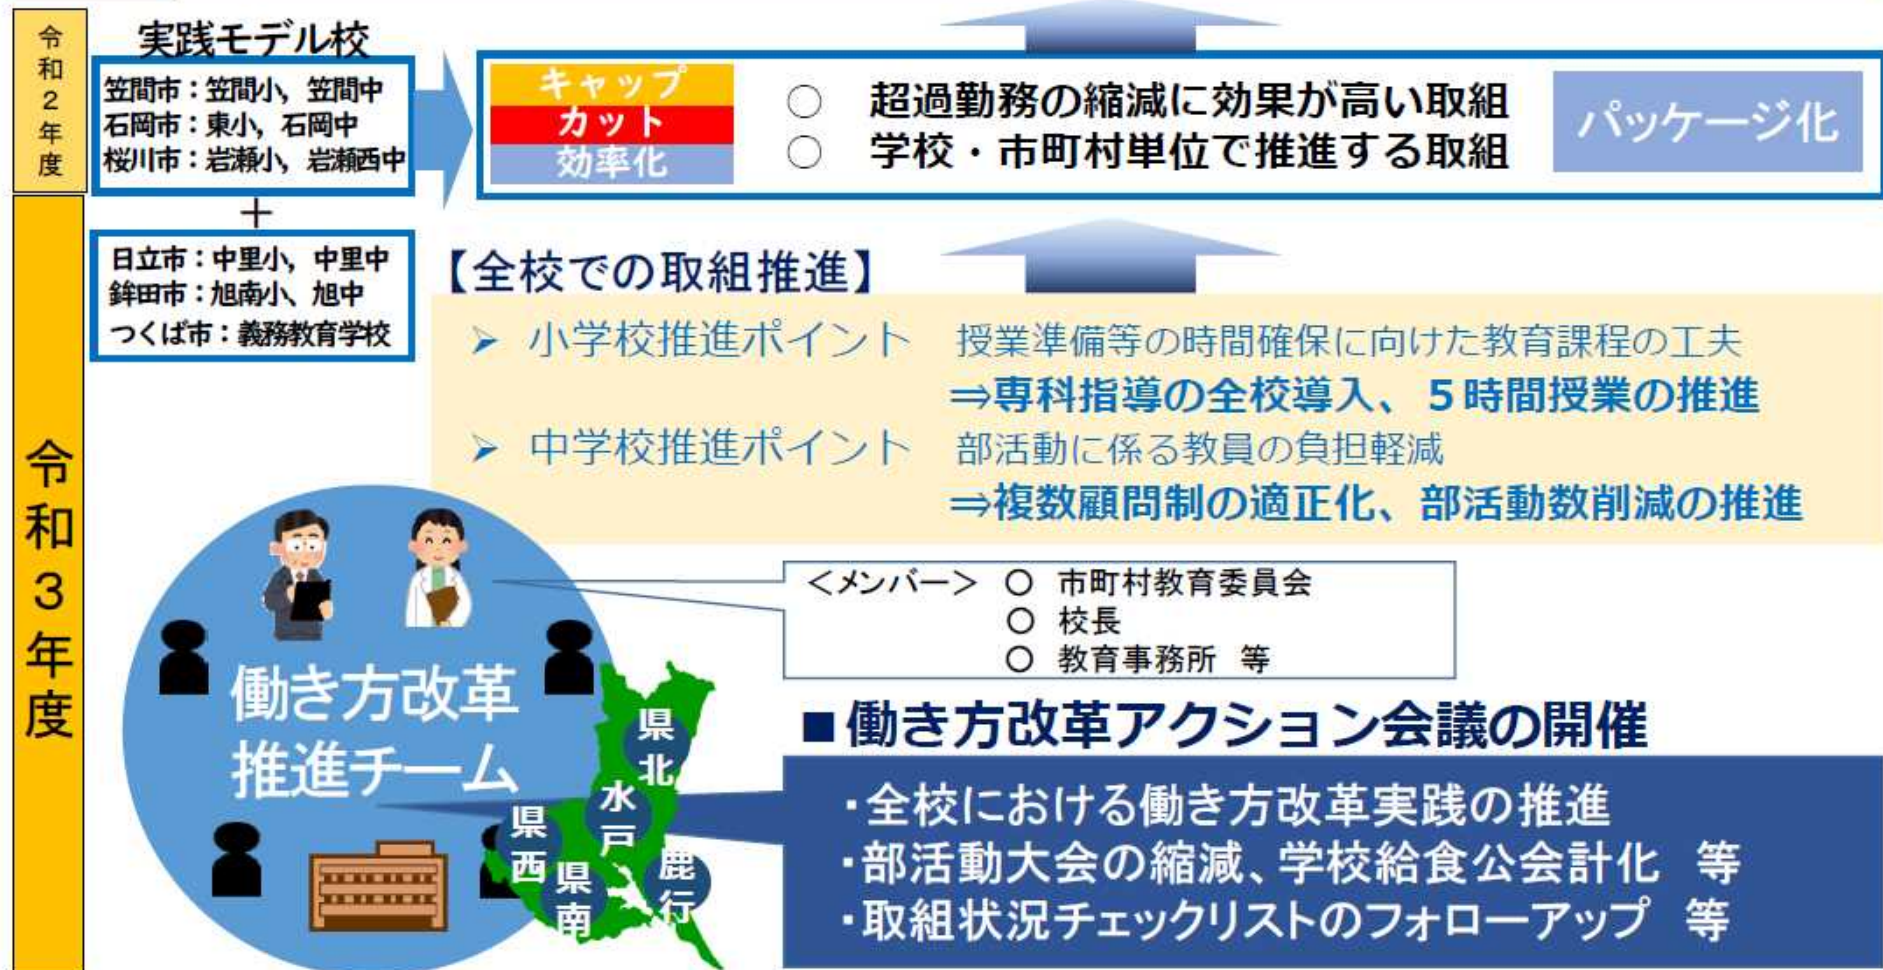 令和２年度
実践モデル校
笠間市：笠間小，笠間中
石岡市：東小，石岡中
桜川市：岩瀬小，岩瀬西中
キャップ
カット
効率化
○　超過勤務の縮減に効果が高い取組
○　学校・市町村単位で推進する取組
パッケージ化
令和３年度
＋
日立市：中里小，中里中
鉾田市：旭南小、旭中
つくば市：義務教育学校
【全校での取組推進】
➢ 小学校推進ポイント　授業準備等の時間確保に向けた教育課程の工夫
⇒専科指導の全校導入、５時間授業の推進
➢ 中学校推進ポイント　部活動に係る教員の負担軽減
⇒複数顧問制の適正化、部活動数削減の推進
＜メンバー＞ ○ 市町村教育委員会
○ 校長
○ 教育事務所 等
働き方改革
推進チーム
県北
水戸
県西
県南
鹿行
■働き方改革アクション会議の開催
・全校における働き方改革実践の推進
・部活動大会の縮減、学校給食公会計化　等
・取組状況チェックリストのフォローアップ　等